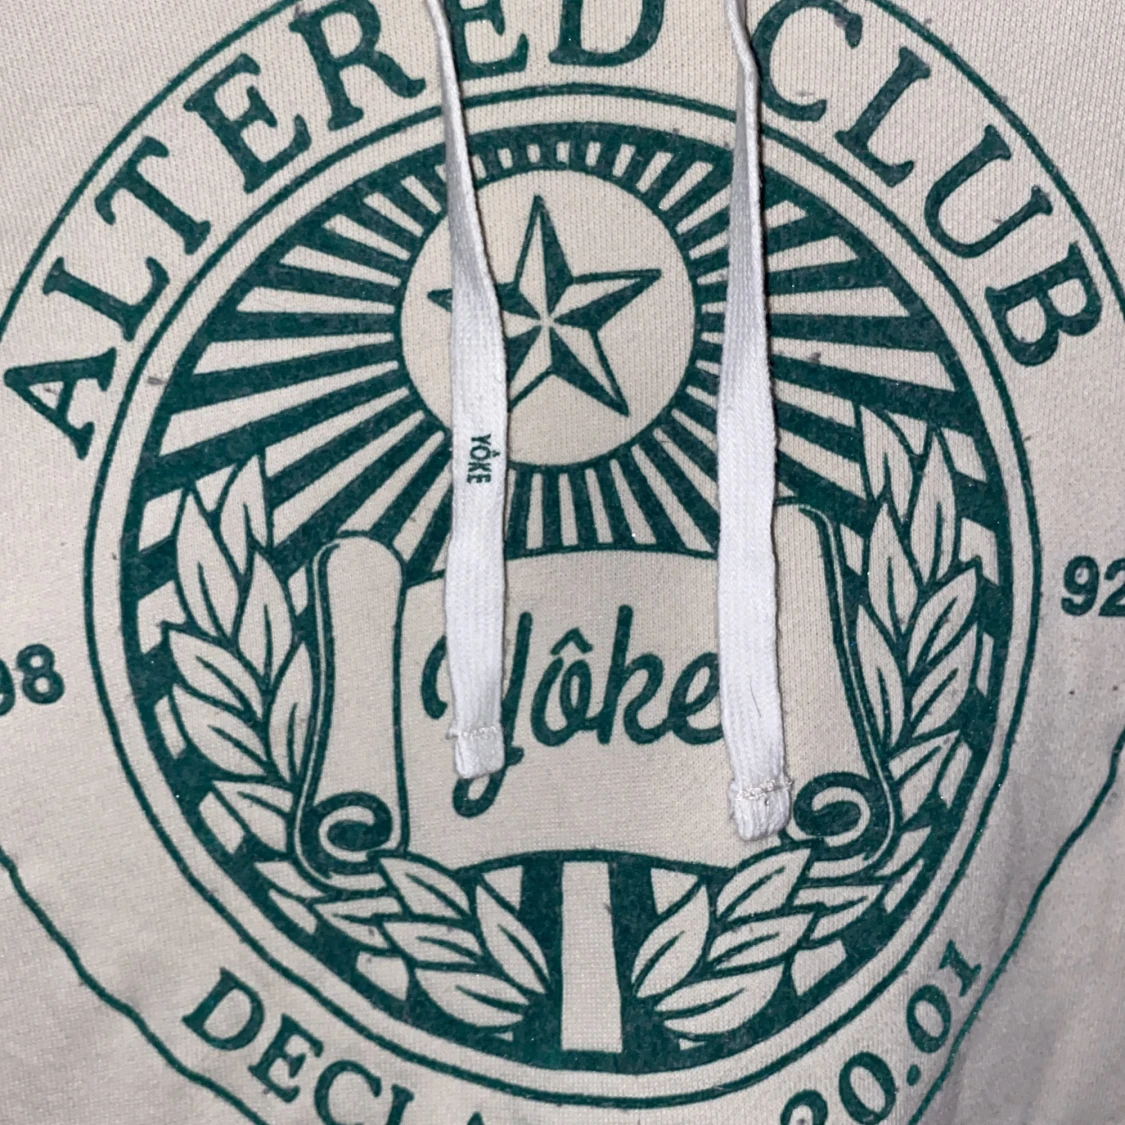 ALTERED CLUB
YÔKE
98
92
Yôke
20.01